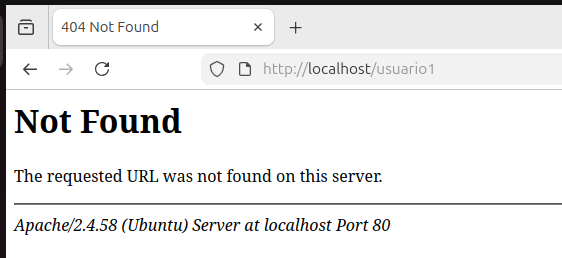 404 Not Found
http://localhost/usuario1
Not Found
The requested URL was not found on this server.
Apache/2.4.58 (Ubuntu) Server at localhost Port 80